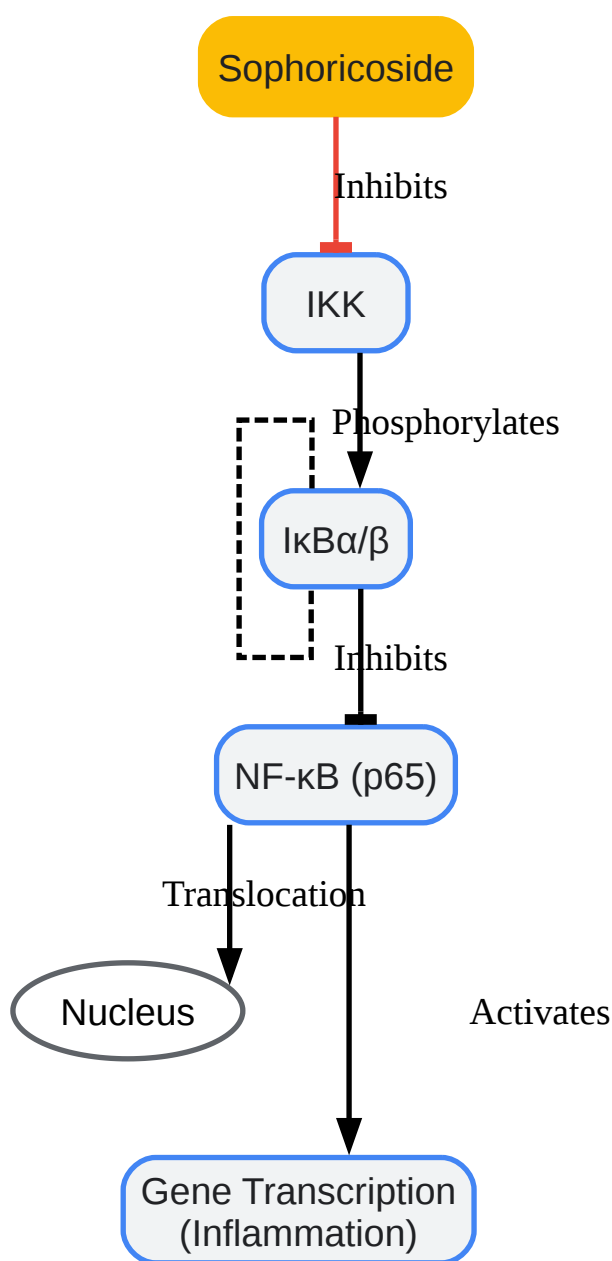 Sophoricoside
Inhibits
IKK
Phosphorylates
IκBα/β
Inhibits
NF-κB (p65)
Translocation
Nucleus
Activates
Gene Transcription
(Inflammation)